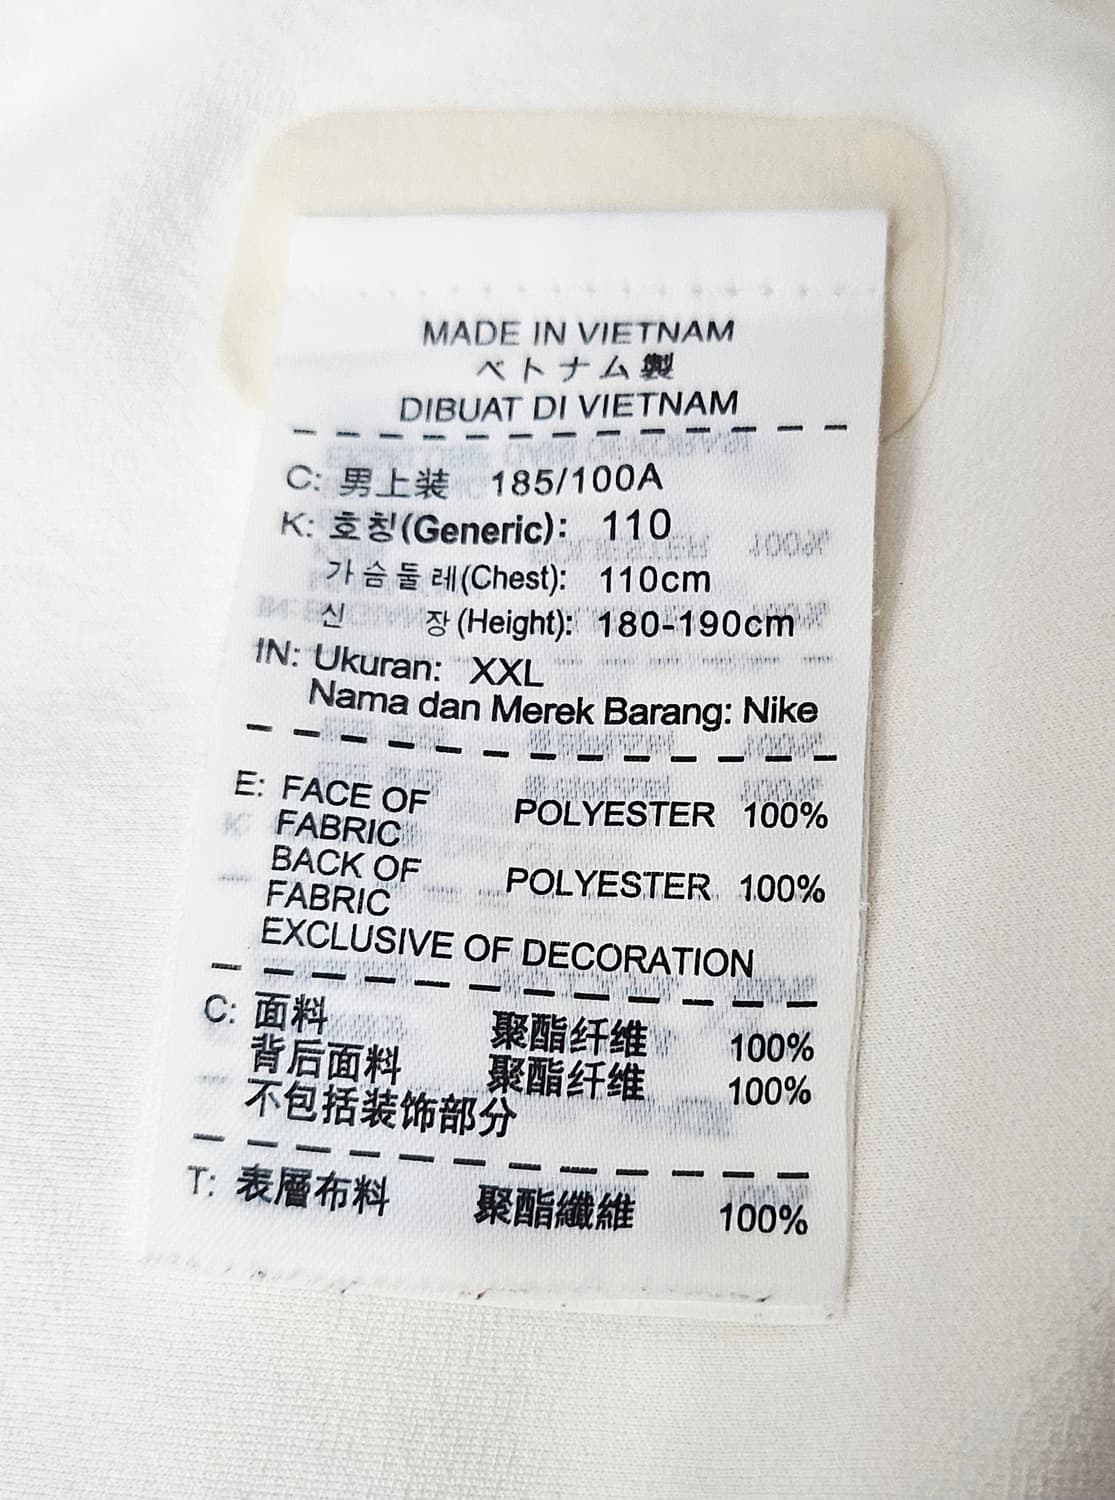 MADE IN VIETNAM
ベトナム製
DIBUAT DI VIETNAM
C: 男上装 185/100A
K: 호칭(Generic): 110
가슴둘레(Chest): 110cm
신 장(Height): 180-190cm
IN: Ukuran: XXL
Nama dan Merek Barang: Nike
E: FACE OF FABRIC POLYESTER 100%
BACK OF FABRIC POLYESTER 100%
EXCLUSIVE OF DECORATION
C: 面料 聚酯纤维 100%
背后面料 聚酯纤维 100%
不包括装饰部分
T: 表層布料 聚酯纖維 100%